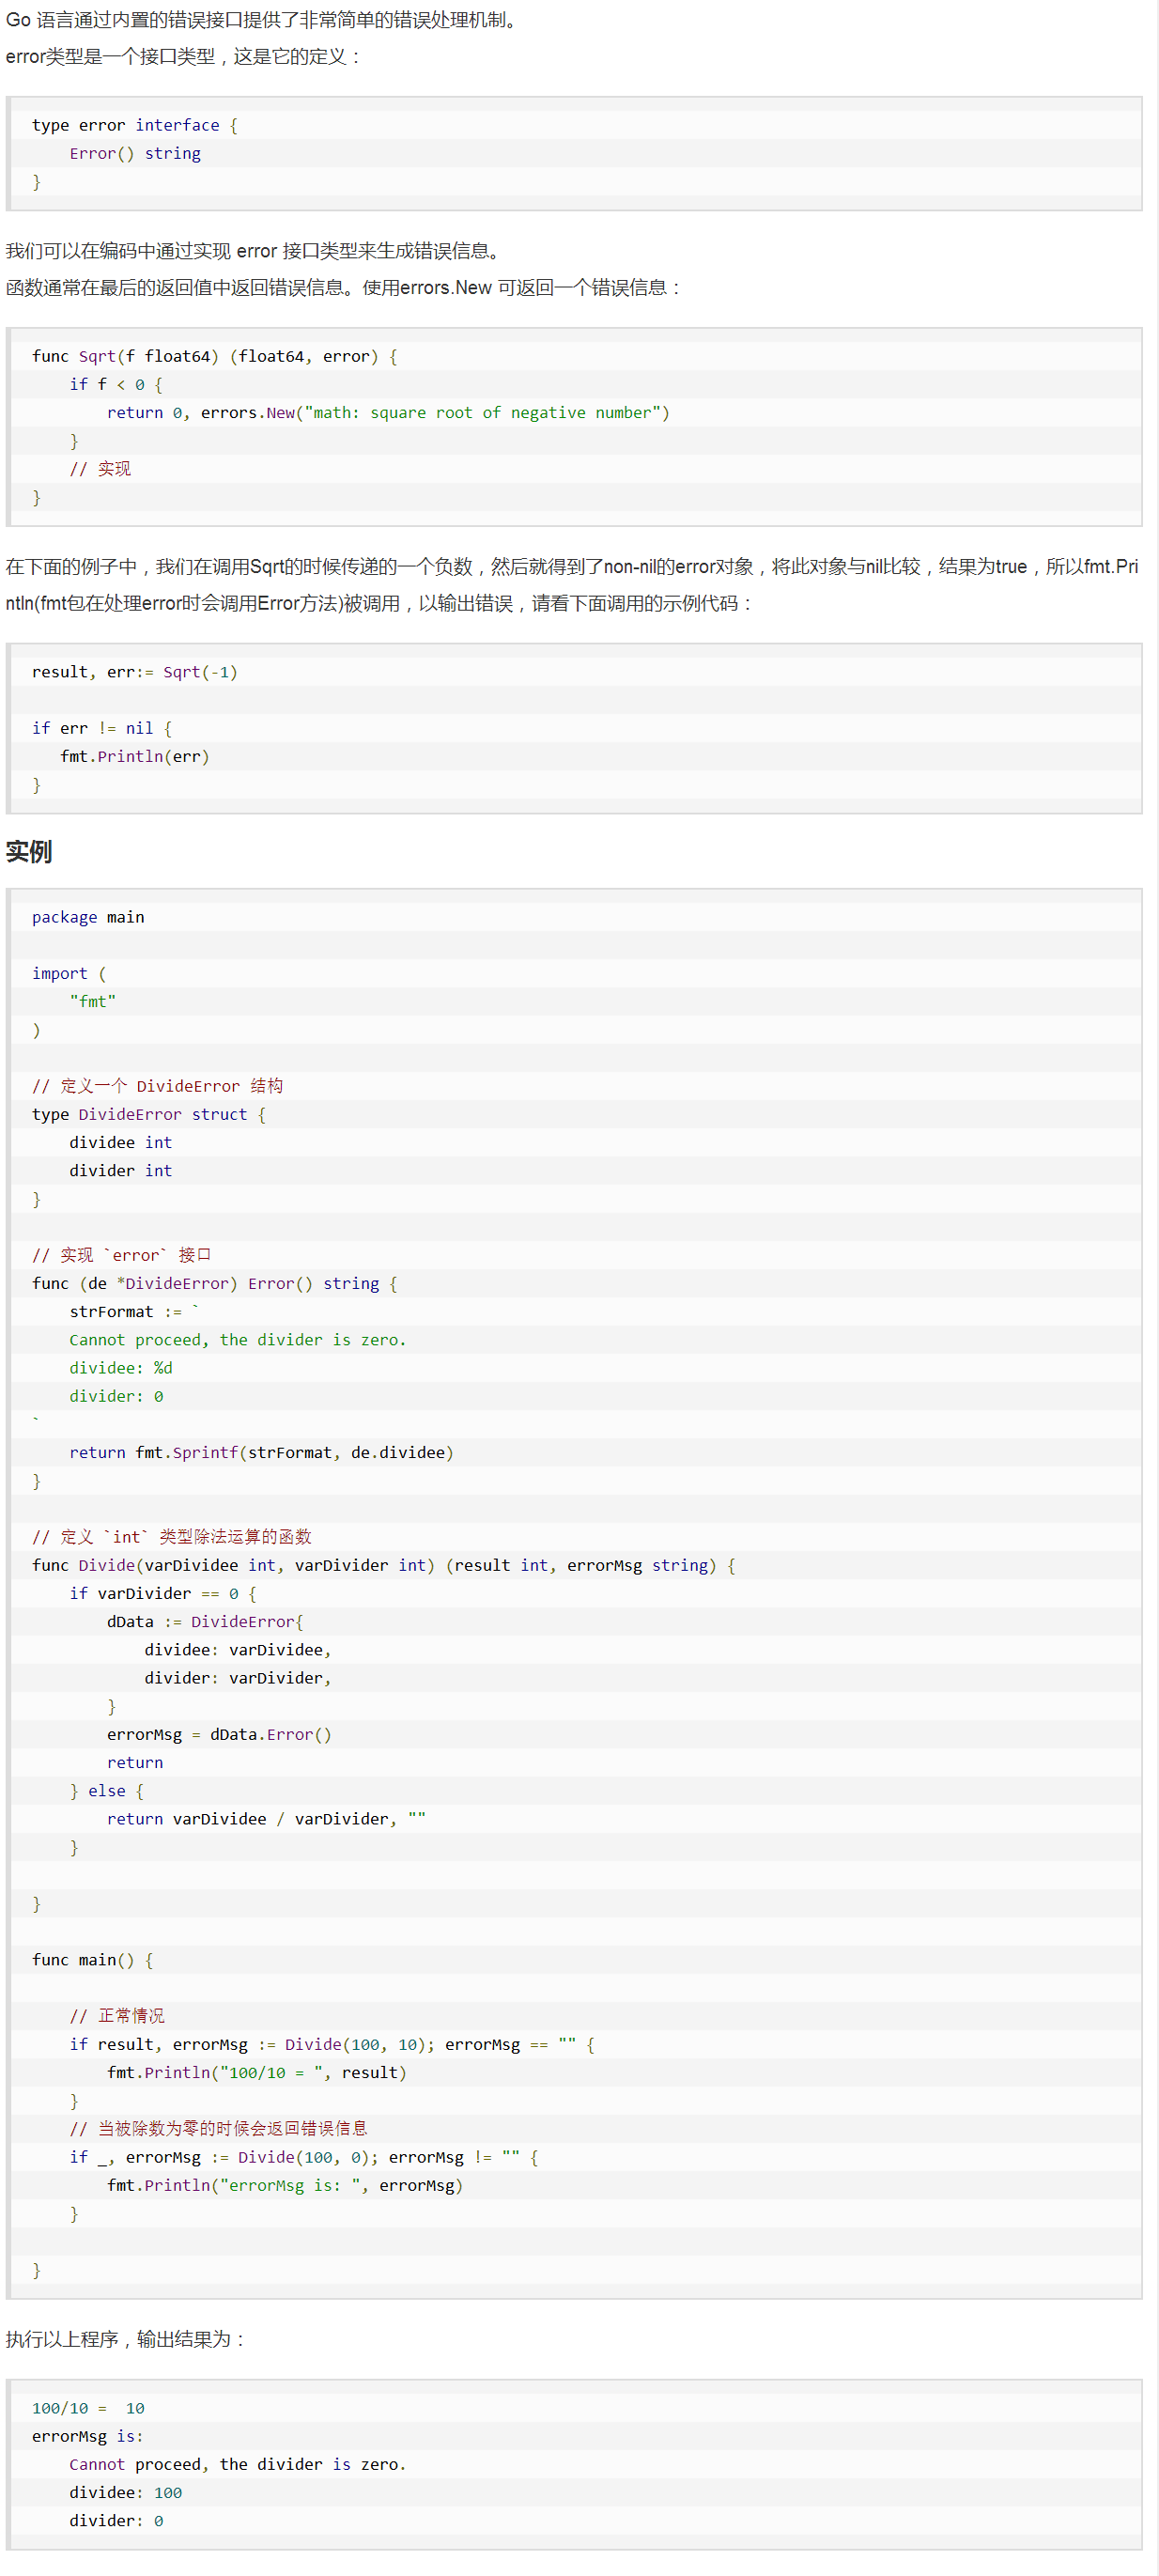 Go 语言通过内置的错误接口提供了非常简单的错误处理机制。
error类型是一个接口类型，这是它的定义：
type error interface {
    Error() string
}
我们可以在编码中通过实现 error 接口类型来生成错误信息。
函数通常在最后的返回值中返回错误信息。使用errors.New 可返回一个错误信息：
func Sqrt(f float64) (float64, error) {
    if f < 0 {
        return 0, errors.New("math: square root of negative number")
    }
    // 实现
}
在下面的例子中，我们在调用Sqrt的时候传递的一个负数，然后就得到了non-nil的error对象，将此对象与nil比较，结果为true，所以fmt.Pri
ntln(fmt包在处理error时会调用Error方法)被调用，以输出错误，请看下面调用的示例代码：
result, err:= Sqrt(-1)
if err != nil {
   fmt.Println(err)
}
实例
package main
import (
    "fmt"
)
// 定义一个 DivideError 结构
type DivideError struct {
    dividee int
    divider int
}
// 实现 `error` 接口
func (de *DivideError) Error() string {
    strFormat := `
    Cannot proceed, the divider is zero.
    dividee: %d
    divider: 0
`
    return fmt.Sprintf(strFormat, de.dividee)
}
// 定义 `int` 类型除法运算的函数
func Divide(varDividee int, varDivider int) (result int, errorMsg string) {
    if varDivider == 0 {
        dData := DivideError{
            dividee: varDividee,
            divider: varDivider,
        }
        errorMsg = dData.Error()
        return
    } else {
        return varDividee / varDivider, ""
    }
}
func main() {
    // 正常情况
    if result, errorMsg := Divide(100, 10); errorMsg == "" {
        fmt.Println("100/10 = ", result)
    }
    // 当被除数为零的时候会返回错误信息
    if _, errorMsg := Divide(100, 0); errorMsg != "" {
        fmt.Println("errorMsg is: ", errorMsg)
    }
}
执行以上程序，输出结果为：
100/10 =  10
errorMsg is:
    Cannot proceed, the divider is zero.
    dividee: 100
    divider: 0